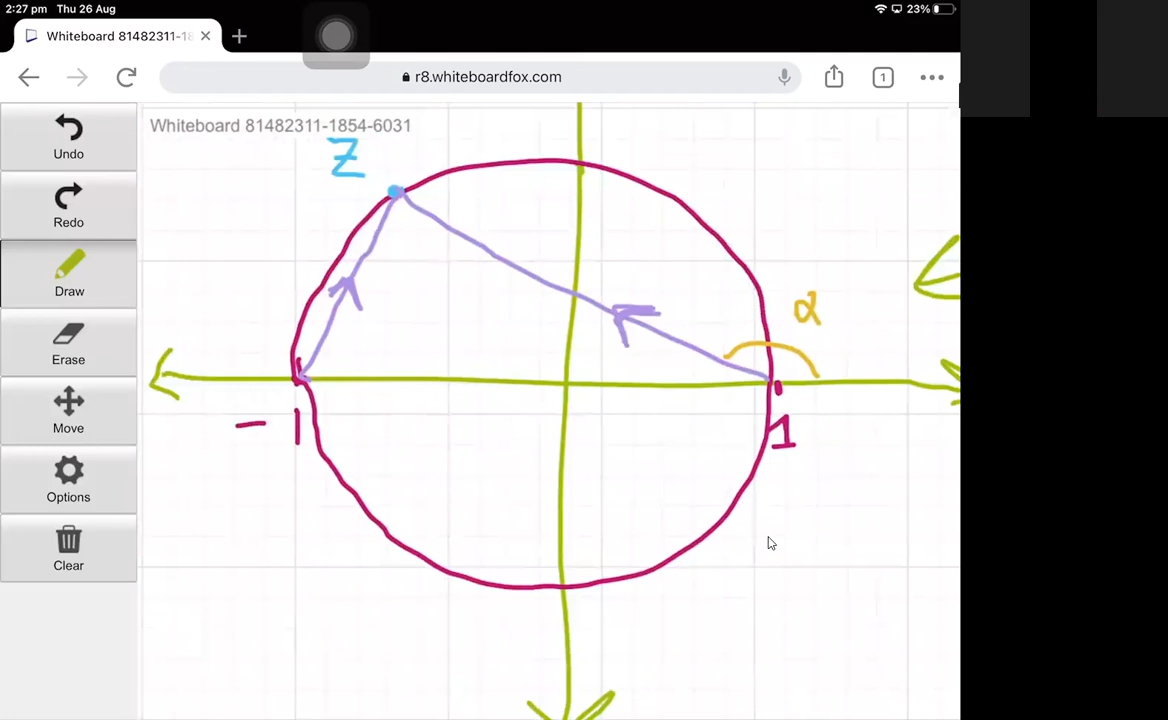 2:27 pm Thu 26 Aug
23%
Whiteboard 81482311-18
r8.whiteboardfox.com
1
Whiteboard 81482311-1854-6031
Undo
Redo
Draw
Erase
Move
Options
Clear
Z
α
-1
1